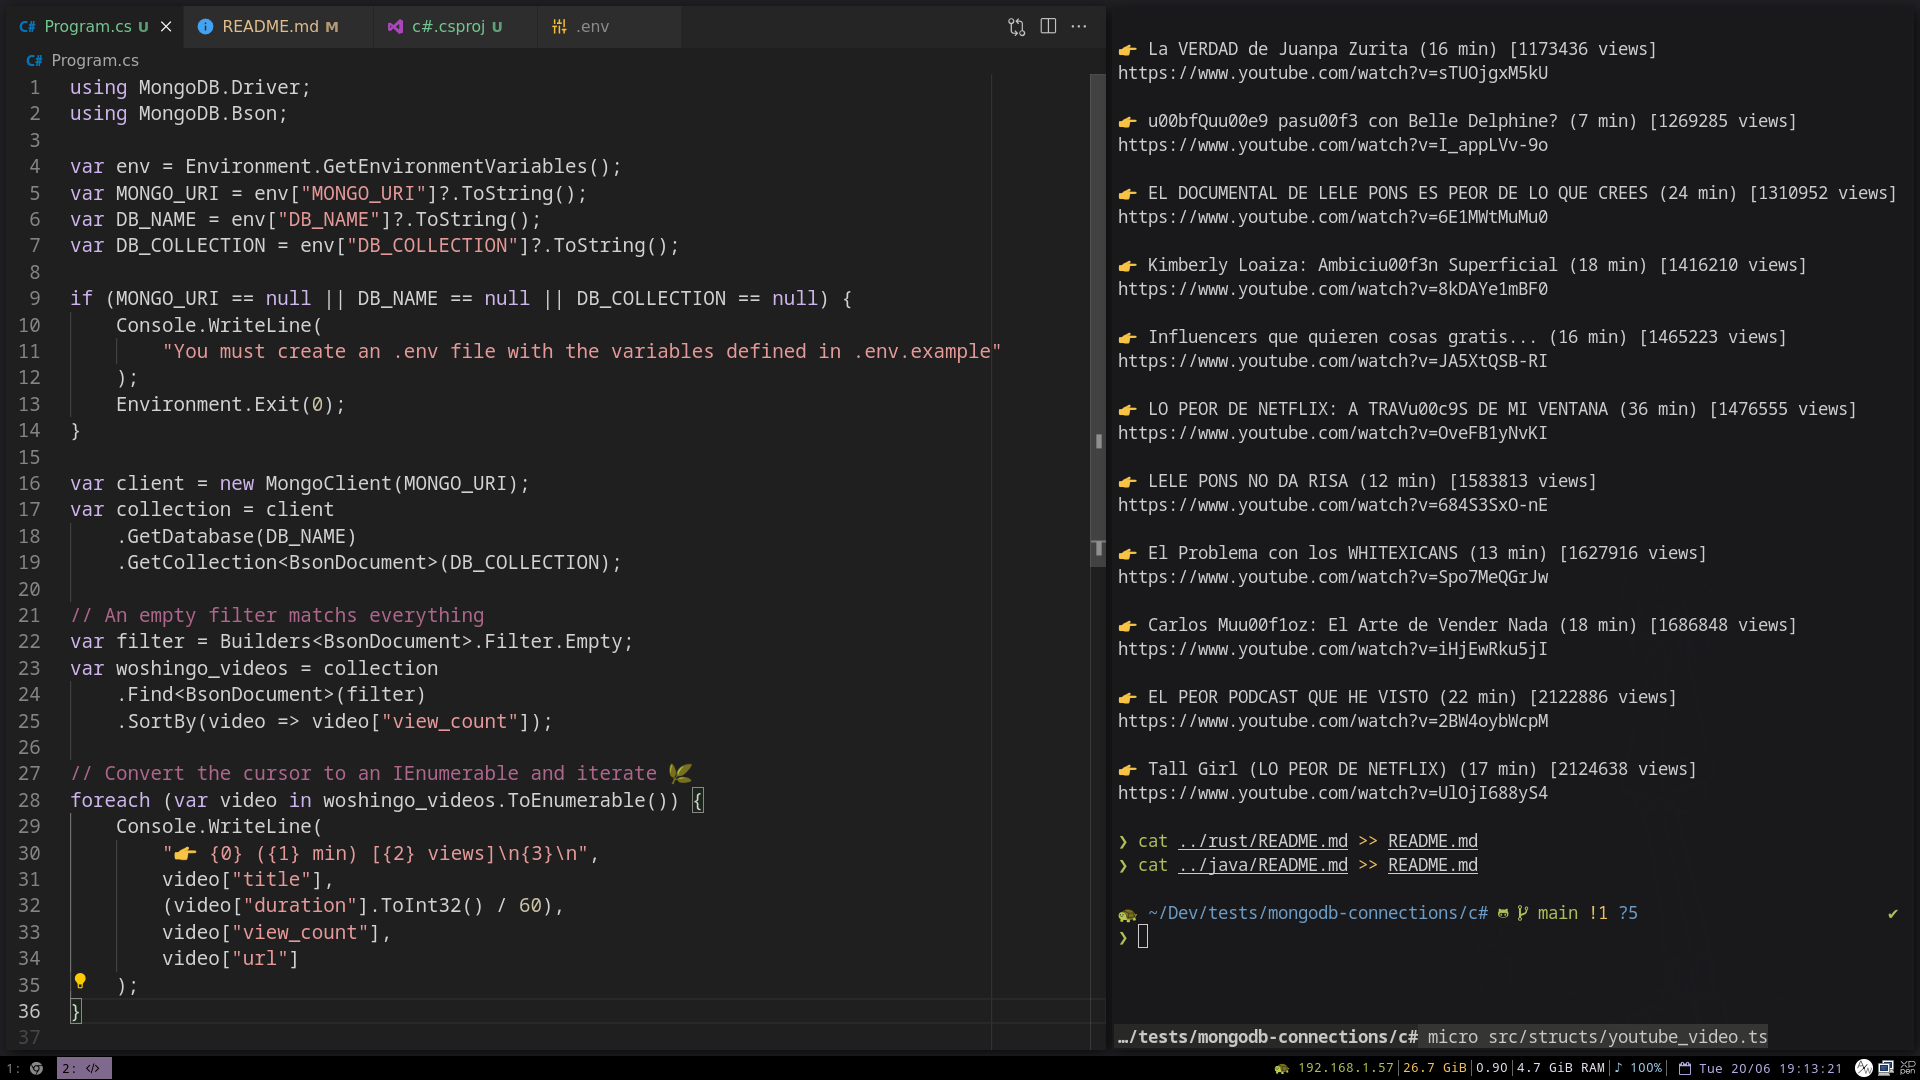 Program.cs U
README.md M
c#.csproj U
.env
Program.cs
1 using MongoDB.Driver;
2 using MongoDB.Bson;
3
4 var env = Environment.GetEnvironmentVariables();
5 var MONGO_URI = env["MONGO_URI"]?.ToString();
6 var DB_NAME = env["DB_NAME"]?.ToString();
7 var DB_COLLECTION = env["DB_COLLECTION"]?.ToString();
8
9 if (MONGO_URI == null || DB_NAME == null || DB_COLLECTION == null) {
10 Console.WriteLine(
11 "You must create an .env file with the variables defined in .env.example"
12 );
13 Environment.Exit(0);
14 }
15
16 var client = new MongoClient(MONGO_URI);
17 var collection = client
18 .GetDatabase(DB_NAME)
19 .GetCollection<BsonDocument>(DB_COLLECTION);
20
21 // An empty filter matchs everything
22 var filter = Builders<BsonDocument>.Filter.Empty;
23 var woshingo_videos = collection
24 .Find<BsonDocument>(filter)
25 .SortBy(video => video["view_count"]);
26
27 // Convert the cursor to an IEnumerable and iterate 🌿
28 foreach (var video in woshingo_videos.ToEnumerable()) {
29 Console.WriteLine(
30 "👉 {0} ({1} min) [{2} views]\n{3}\n",
31 video["title"],
32 (video["duration"].ToInt32() / 60),
33 video["view_count"],
34 video["url"]
35 );
36 }
37
👉 La VERDAD de Juanpa Zurita (16 min) [1173436 views]
https://www.youtube.com/watch?v=sTUOjgxM5kU
👉 u00bfQuu00e9 pasu00f3 con Belle Delphine? (7 min) [1269285 views]
https://www.youtube.com/watch?v=I_appLVv-9o
👉 EL DOCUMENTAL DE LELE PONS ES PEOR DE LO QUE CREES (24 min) [1310952 views]
https://www.youtube.com/watch?v=6E1MWtMuMu0
👉 Kimberly Loaiza: Ambiciu00f3n Superficial (18 min) [1416210 views]
https://www.youtube.com/watch?v=8kDAYe1mBF0
👉 Influencers que quieren cosas gratis... (16 min) [1465223 views]
https://www.youtube.com/watch?v=JA5XtQSB-RI
👉 LO PEOR DE NETFLIX: A TRAVu00c9S DE MI VENTANA (36 min) [1476555 views]
https://www.youtube.com/watch?v=OveFB1yNvKI
👉 LELE PONS NO DA RISA (12 min) [1583813 views]
https://www.youtube.com/watch?v=684S3SxO-nE
👉 El Problema con los WHITEXICANS (13 min) [1627916 views]
https://www.youtube.com/watch?v=Spo7MeQGrJw
👉 Carlos Muu00f1oz: El Arte de Vender Nada (18 min) [1686848 views]
https://www.youtube.com/watch?v=iHjEwRku5jI
👉 EL PEOR PODCAST QUE HE VISTO (22 min) [2122886 views]
https://www.youtube.com/watch?v=2BW4oybWcpM
👉 Tall Girl (LO PEOR DE NETFLIX) (17 min) [2124638 views]
https://www.youtube.com/watch?v=UlOjI688yS4
❯ cat ../rust/README.md >> README.md
❯ cat ../java/README.md >> README.md
🐢 ~/Dev/tests/mongodb-connections/c# main !1 ?5 ✔
❯
…/tests/mongodb-connections/c# micro src/structs/youtube_video.ts
1:
2: </>
192.168.1.57|26.7 GiB|0.90|4.7 GiB RAM|♪ 100%| Tue 20/06 19:13:21